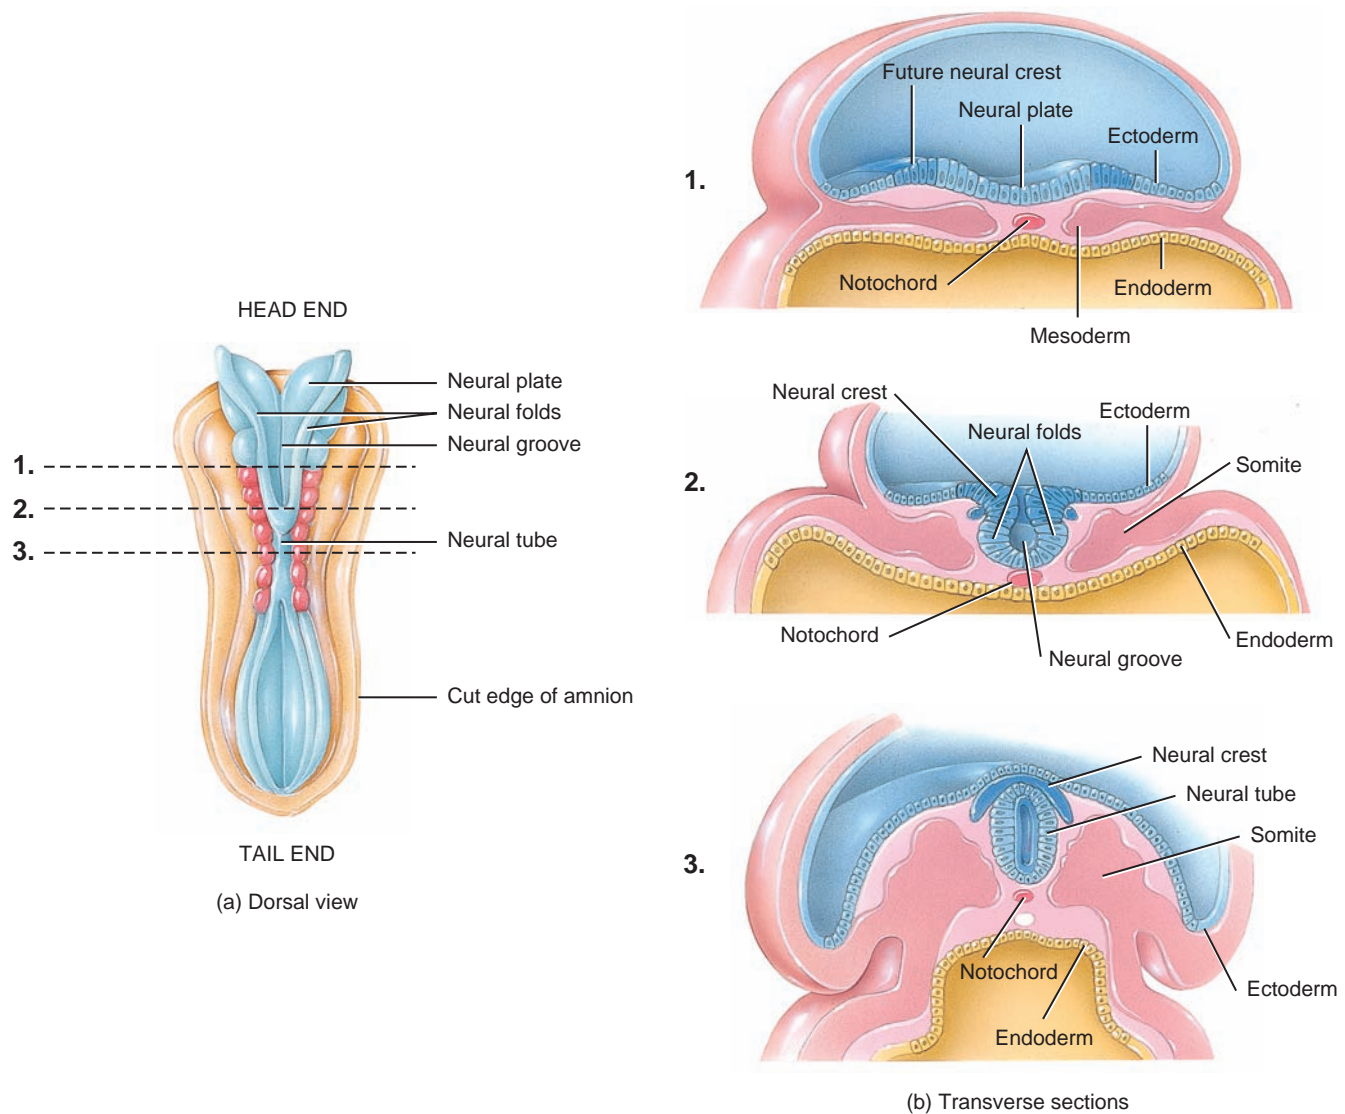 HEAD END
Neural plate
Neural folds
Neural groove
1.
2.
3.
Neural tube
Cut edge of amnion
TAIL END
(a) Dorsal view
1.
Future neural crest
Neural plate
Ectoderm
Notochord
Endoderm
Mesoderm
2.
Neural crest
Ectoderm
Neural folds
Somite
Notochord
Endoderm
Neural groove
3.
Neural crest
Neural tube
Somite
Notochord
Ectoderm
Endoderm
(b) Transverse sections